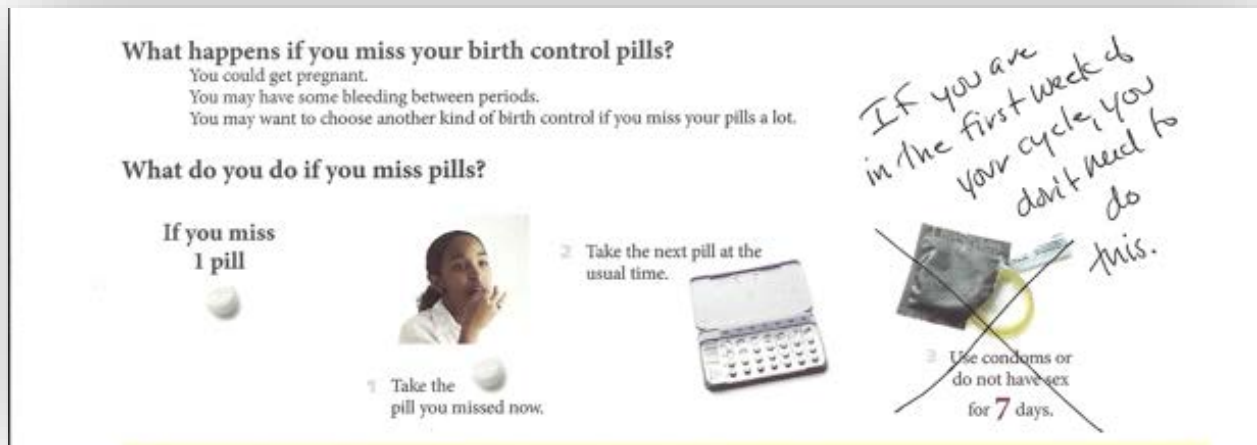 What happens if you miss your birth control pills?
You could get pregnant.
You may have some bleeding between periods.
You may want to choose another kind of birth control if you miss your pills a lot.
If you are
in the first week of
your cycle, you
don't need to
do
this.
What do you do if you miss pills?
If you miss
1 pill
1 Take the
pill you missed now.
2 Take the next pill at the
usual time.
3 Use condoms or
do not have sex
for 7 days.